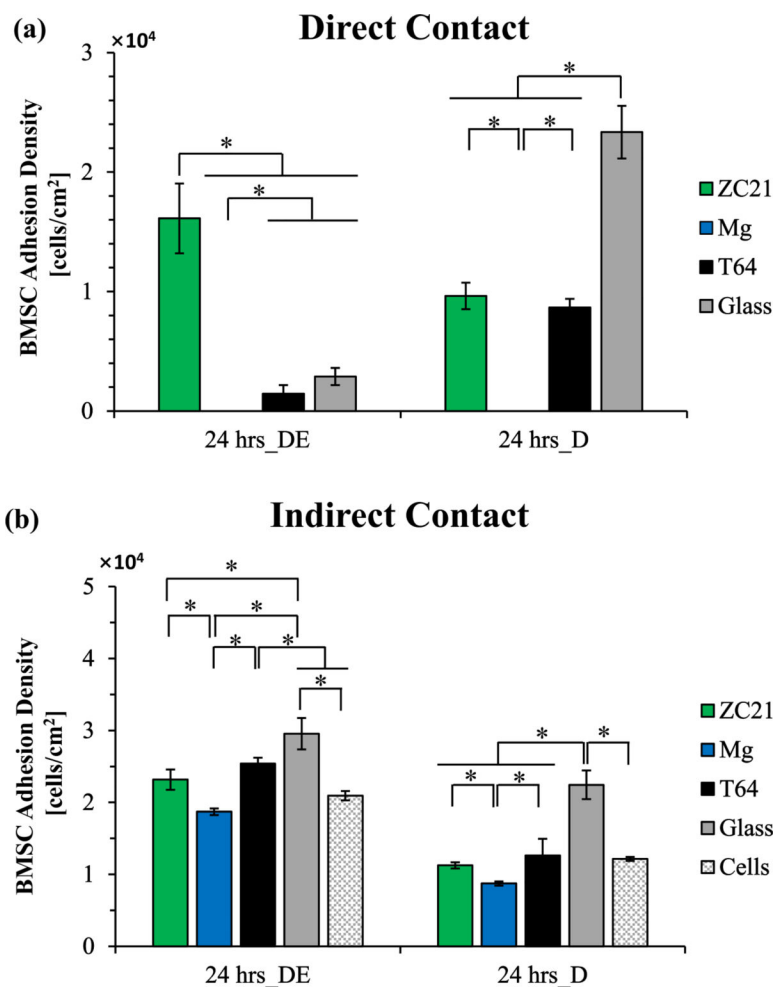 (a)
Direct Contact
×10⁴
3
2
1
0
BMSC Adhesion Density
[cells/cm²]
*
*
*
*
*
24 hrs_DE
24 hrs_D
ZC21
Mg
T64
Glass
(b)
Indirect Contact
×10⁴
5
4
3
2
1
0
BMSC Adhesion Density
[cells/cm²]
*
*
*
*
*
*
*
*
*
*
24 hrs_DE
24 hrs_D
ZC21
Mg
T64
Glass
Cells